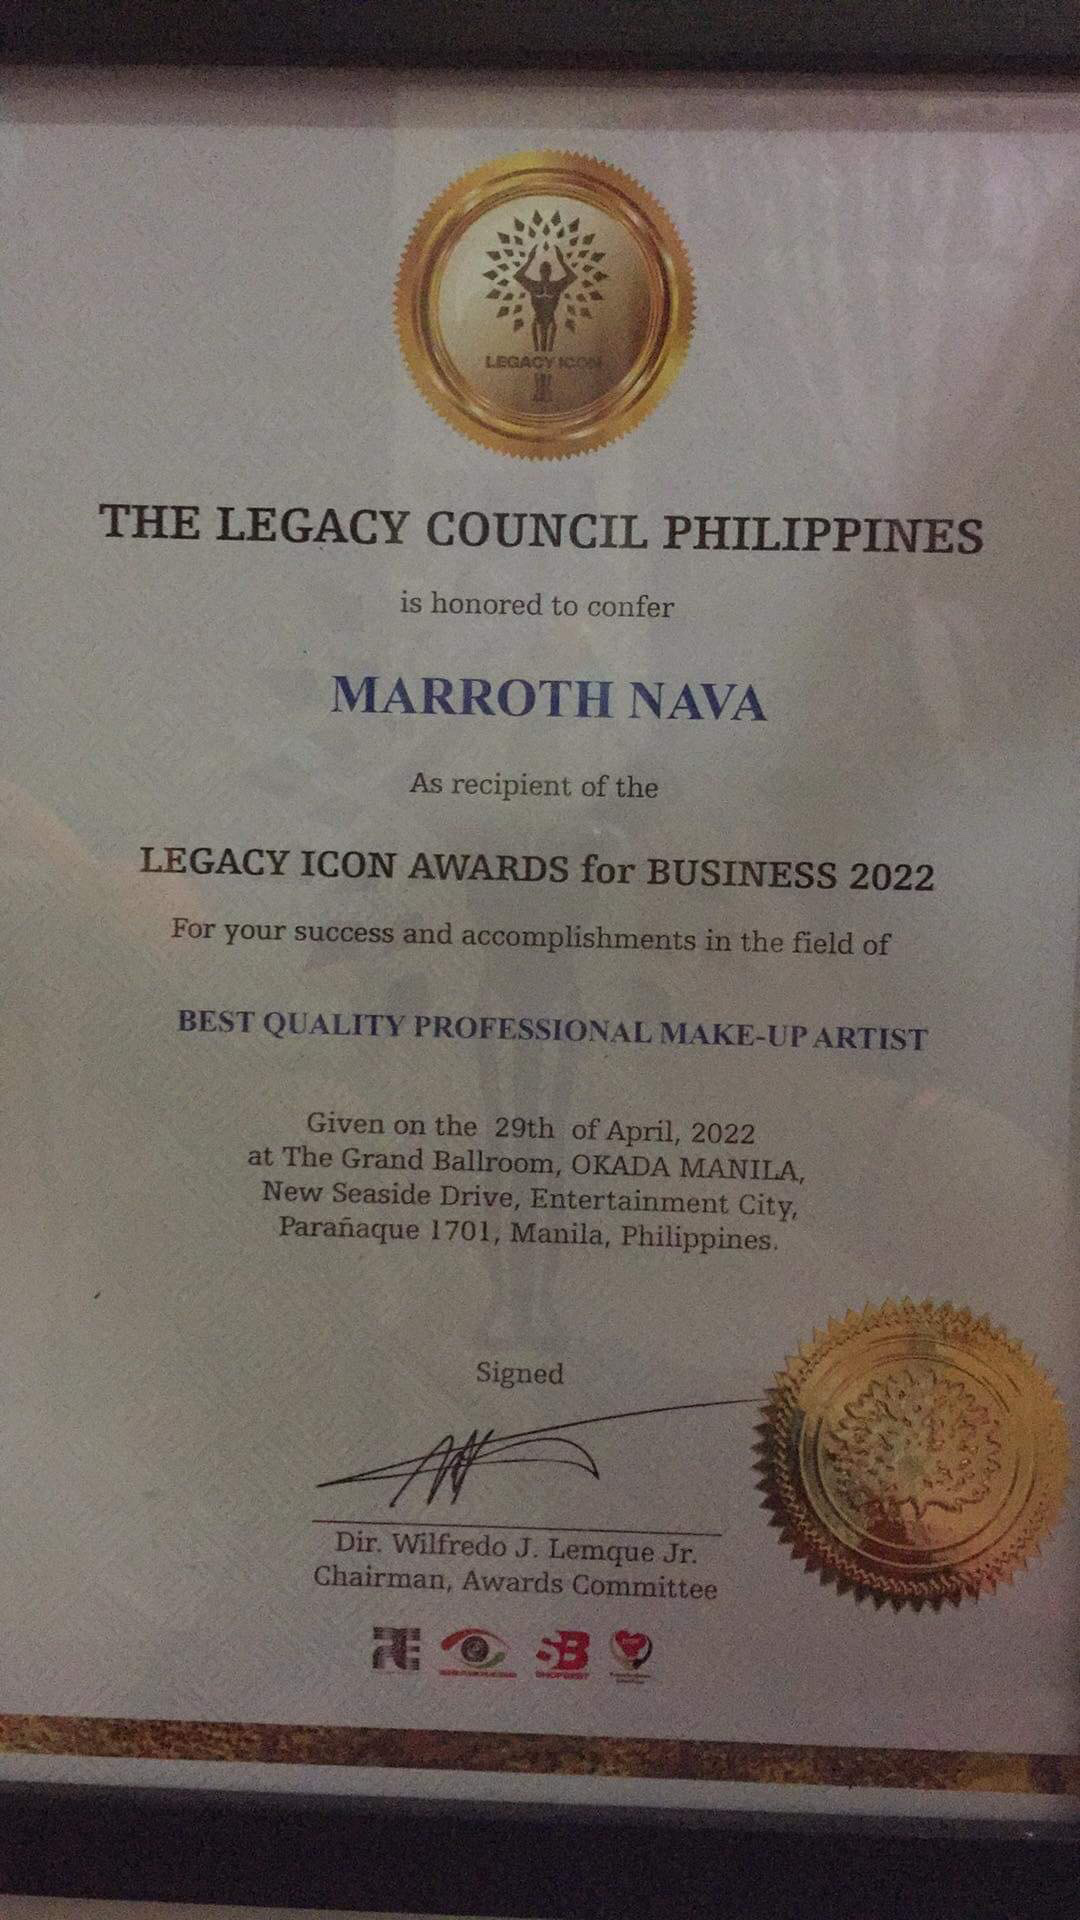 LEGACY ICON
THE LEGACY COUNCIL PHILIPPINES
is honored to confer
MARROTH NAVA
As recipient of the
LEGACY ICON AWARDS for BUSINESS 2022
For your success and accomplishments in the field of
BEST QUALITY PROFESSIONAL MAKE-UP ARTIST
Given on the 29th of April, 2022
at The Grand Ballroom, OKADA MANILA,
New Seaside Drive, Entertainment City,
Parañaque 1701, Manila, Philippines.
Signed
Dir. Wilfredo J. Lemque Jr.
Chairman, Awards Committee